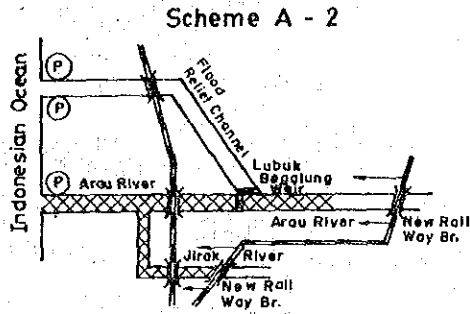 Scheme A - 2
Indonesian Ocean
P
P
P
Flood
Relief Channel
Lubuk
Begalung
Weir
Arau River
Arau River
New Rail
Way Br.
Jirak River
New Rail
Way Br.